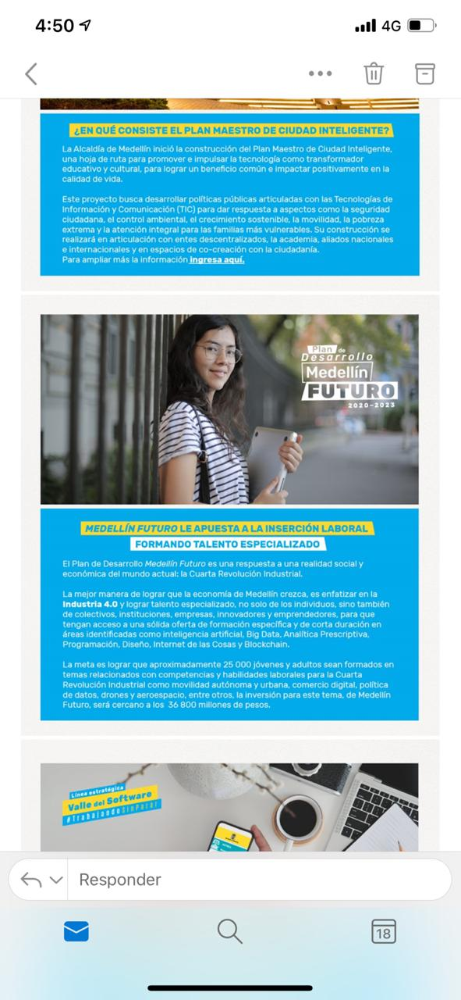 4:50
4G
¿EN QUÉ CONSISTE EL PLAN MAESTRO DE CIUDAD INTELIGENTE?
La Alcaldía de Medellín inició la construcción del Plan Maestro de Ciudad Inteligente,
una hoja de ruta para promover e impulsar la tecnología como transformador
educativo y cultural, para lograr un beneficio común e impactar positivamente en la
calidad de vida.
Este proyecto busca desarrollar políticas públicas articuladas con las Tecnologías de
Información y Comunicación (TIC) para dar respuesta a aspectos como la seguridad
ciudadana, el control ambiental, el crecimiento sostenible, la movilidad, la pobreza
extrema y la atención integral para las familias más vulnerables. Su construcción se
realizará en articulación con entes descentralizados, la academia, aliados nacionales
e internacionales y en espacios de co-creación con la ciudadanía.
Para ampliar más la información ingresa aquí.
Plan de
Desarrollo
Medellín
FUTURO
2020-2023
MEDELLÍN FUTURO LE APUESTA A LA INSERCIÓN LABORAL
FORMANDO TALENTO ESPECIALIZADO
El Plan de Desarrollo Medellín Futuro es una respuesta a una realidad social y
económica del mundo actual: la Cuarta Revolución Industrial.
La mejor manera de lograr que la economía de Medellín crezca, es enfatizar en la
Industria 4.0 y lograr talento especializado, no solo de los individuos, sino también
de colectivos, instituciones, empresas, innovadores y emprendedores, para que
tengan acceso a una sólida oferta de formación específica y de corta duración en
áreas identificadas como inteligencia artificial, Big Data, Analítica Prescriptiva,
Programación, Diseño, Internet de las Cosas y Blockchain.
La meta es lograr que aproximadamente 25 000 jóvenes y adultos sean formados en
temas relacionados con competencias y habilidades laborales para la Cuarta
Revolución Industrial como movilidad autónoma y urbana, comercio digital, política
de datos, drones y aeroespacio, entre otros, la inversión para este tema, de Medellín
Futuro, será cercano a los 36 800 millones de pesos.
Línea estratégica
Valle del Software
#TrabajandoSinParar
Responder
18